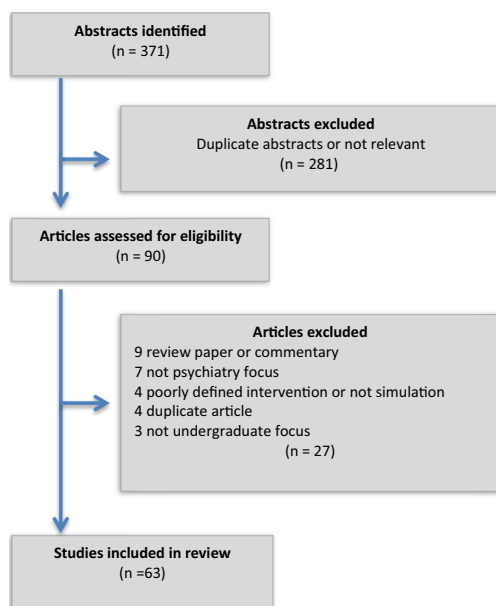 Abstracts identified
(n = 371)
Abstracts excluded
Duplicate abstracts or not relevant
(n = 281)
Articles assessed for eligibility
(n = 90)
Articles excluded
9 review paper or commentary
7 not psychiatry focus
4 poorly defined intervention or not simulation
4 duplicate article
3 not undergraduate focus
(n = 27)
Studies included in review
(n =63)